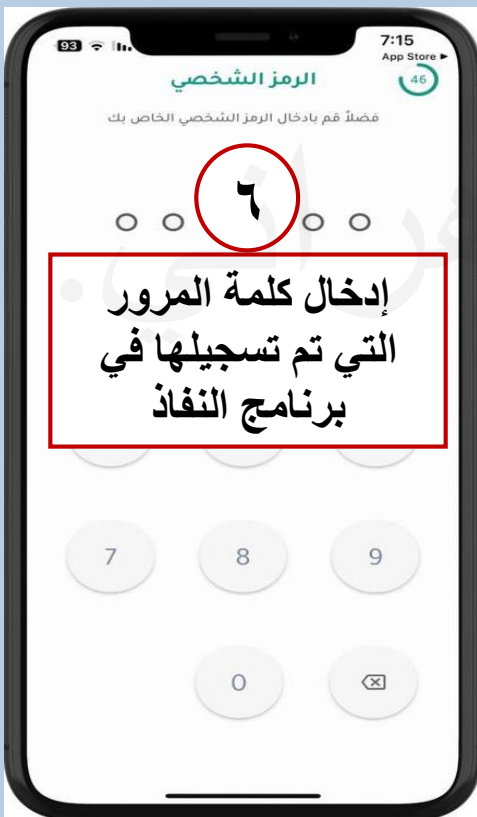 93
7:15
App Store ►
46
الرمز الشخصي
فضلاً قم بادخال الرمز الشخصي الخاص بك
٦
إدخال كلمة المرور
التي تم تسجيلها في
برنامج النفاذ
7 8 9
0